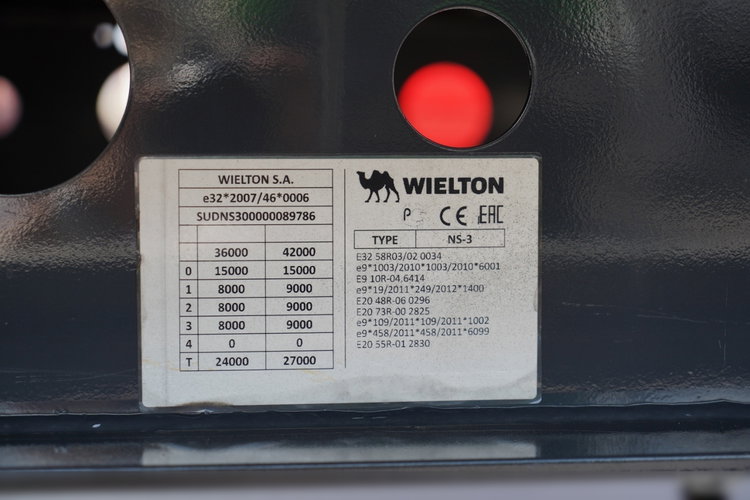 WIELTON S.A.
e32*2007/46*0006
SUDNS300000089786
36000 42000
0 15000 15000
1 8000 9000
2 8000 9000
3 8000 9000
4 0 0
T 24000 27000
WIELTON
P CE EAC
TYPE NS-3
E32 58R03/02 0034
e9*1003/2010*1003/2010*6001
E9 10R-04.6414
e9*19/2011*249/2012*1400
E20 48R-06 0296
E20 73R-00 2825
e9*109/2011*109/2011*1002
e9*458/2011*458/2011*6099
E20 55R-01 2830